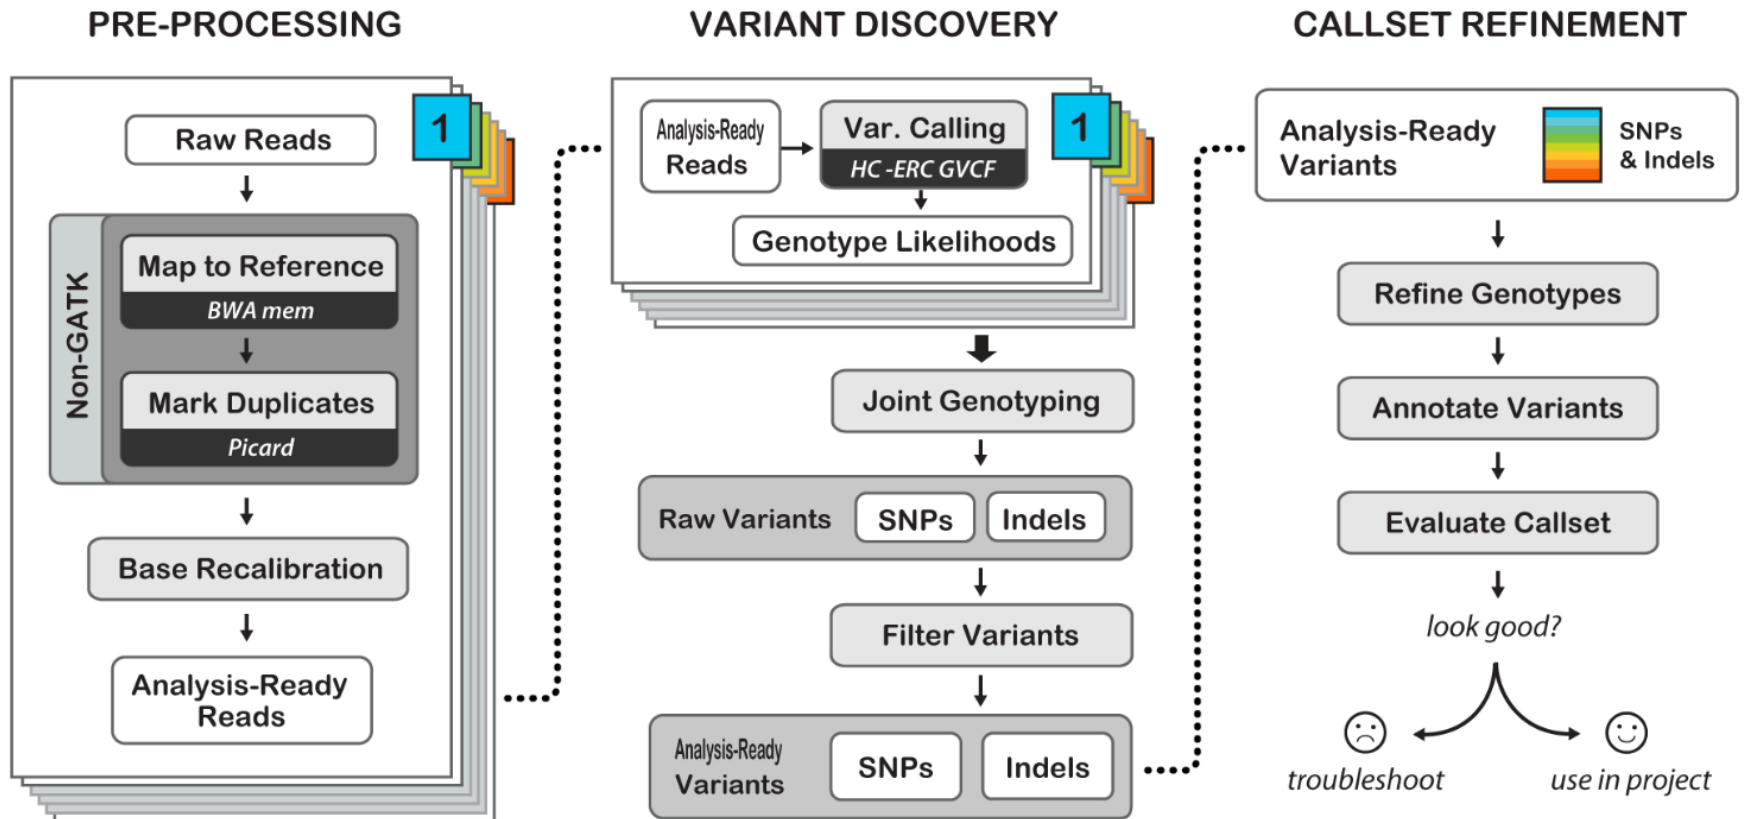 PRE-PROCESSING
1
Raw Reads
Non-GATK
Map to Reference
BWA mem
Mark Duplicates
Picard
Base Recalibration
Analysis-Ready
Reads
VARIANT DISCOVERY
1
Analysis-Ready
Reads
Var. Calling
HC -ERC GVCF
Genotype Likelihoods
Joint Genotyping
Raw Variants
SNPs
Indels
Filter Variants
Analysis-Ready
Variants
SNPs
Indels
CALLSET REFINEMENT
Analysis-Ready
Variants
SNPs
& Indels
Refine Genotypes
Annotate Variants
Evaluate Callset
look good?
troubleshoot
use in project